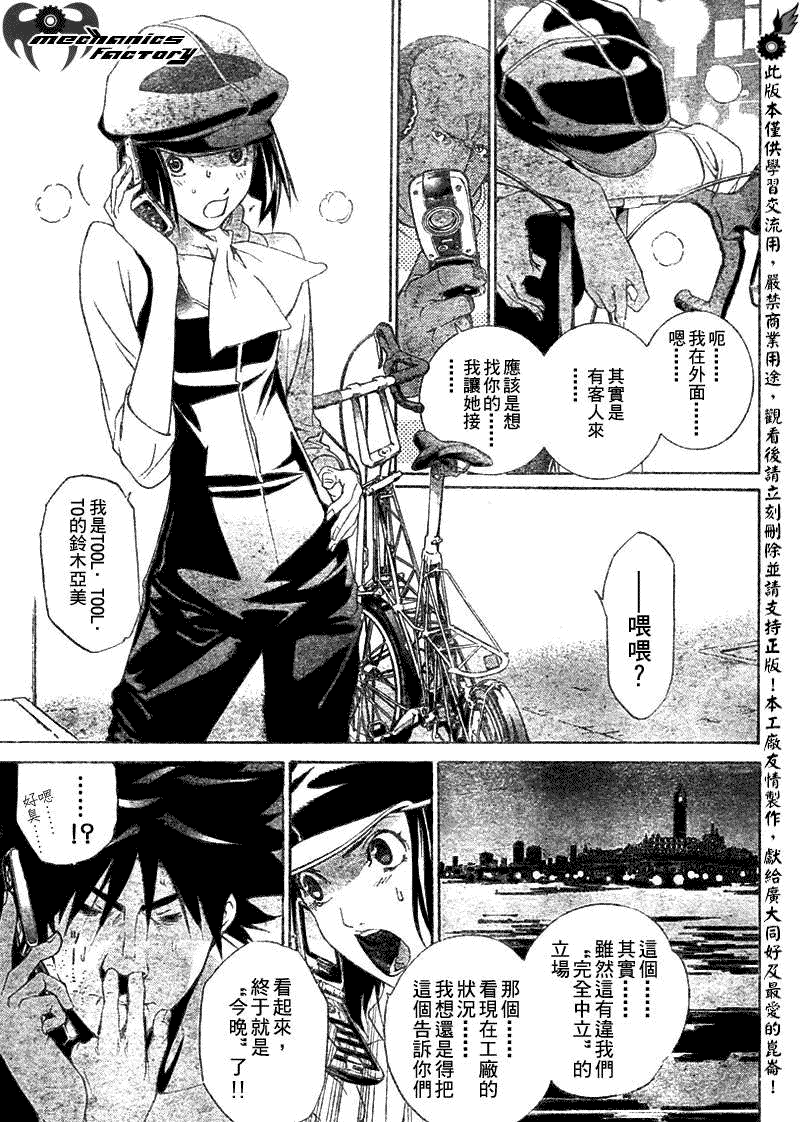 mechanics
Factory
呃……
我在外面……
嗯……
其實是
有客人來
……
應該是想
找你的……
我讓她接
……
——喂喂？
我是TOOL·TOOL·
TO的鈴木亞美
這個……
其實……
雖然這有違我們
“完全中立”的
立場
那個……
看現在工廠的
狀況……
我想還是得把
這個告訴你們
看起來，
終于就是
“今晚”了!!
……
!?
嗯……
好臭……
此版本僅供學習交流用，嚴禁商業用途，觀看後請立刻刪除並請支持正版！本工廠友情製作，獻給廣大同好及最愛的崑崙！